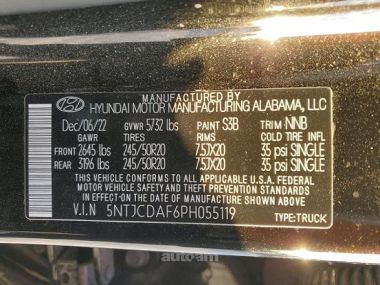 MANUFACTURED BY
HYUNDAI MOTOR MANUFACTURING ALABAMA, LLC
Dec/06/22 GVWR 5732 lbs PAINT S3B TRIM NNB
GAWR TIRES RIMS COLD TIRE INFL
FRONT 2645 lbs 245/50R20 7.5JX20 35 psi SINGLE
REAR 3196 lbs 245/50R20 7.5JX20 35 psi SINGLE
THIS VEHICLE CONFORMS TO ALL APPLICABLE U.S.A. FEDERAL
MOTOR VEHICLE SAFETY STANDARDS IN EFFECT ON THE
DATE OF MANUFACTURE SHOWN ABOVE.
V.I.N 5NTJCDAF6PH055119 TYPE:TRUCK
autoam